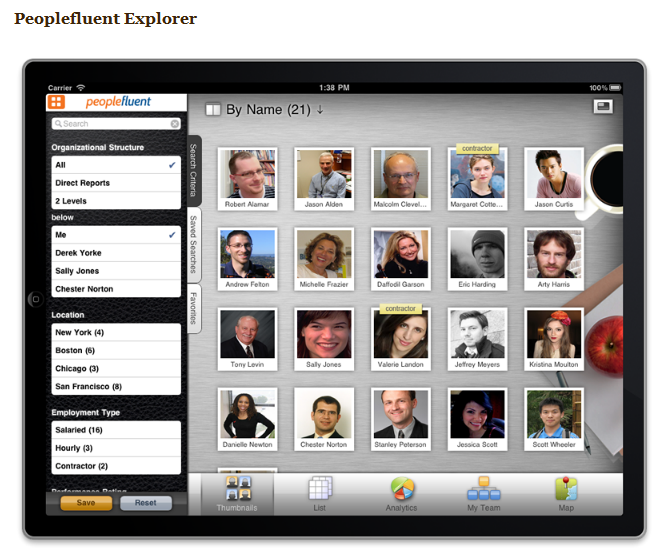 Peoplefluent Explorer
Carrier 1:38 PM 100%
peoplefluent
By Name (21) ↓
Search
Organizational Structure
All
Direct Reports
2 Levels
below
Me
Derek Yorke
Sally Jones
Chester Norton
Location
New York (4)
Boston (6)
Chicago (3)
San Francisco (8)
Employment Type
Salaried (16)
Hourly (3)
Contractor (2)
Performance Rating
Save Reset
Search Criteria
Saved Searches
Favorites
contractor
Robert Alamar Jason Alden Malcolm Clevel... Margaret Cotte... Jason Curtis
Andrew Felton Michelle Frazier Daffodil Garson Eric Harding Arty Harris
contractor
Tony Levin Sally Jones Valerie Landon Jeffrey Meyers Kristina Moulton
Danielle Newton Chester Norton Stanley Peterson Jessica Scott Scott Wheeler
Thumbnails List Analytics My Team Map